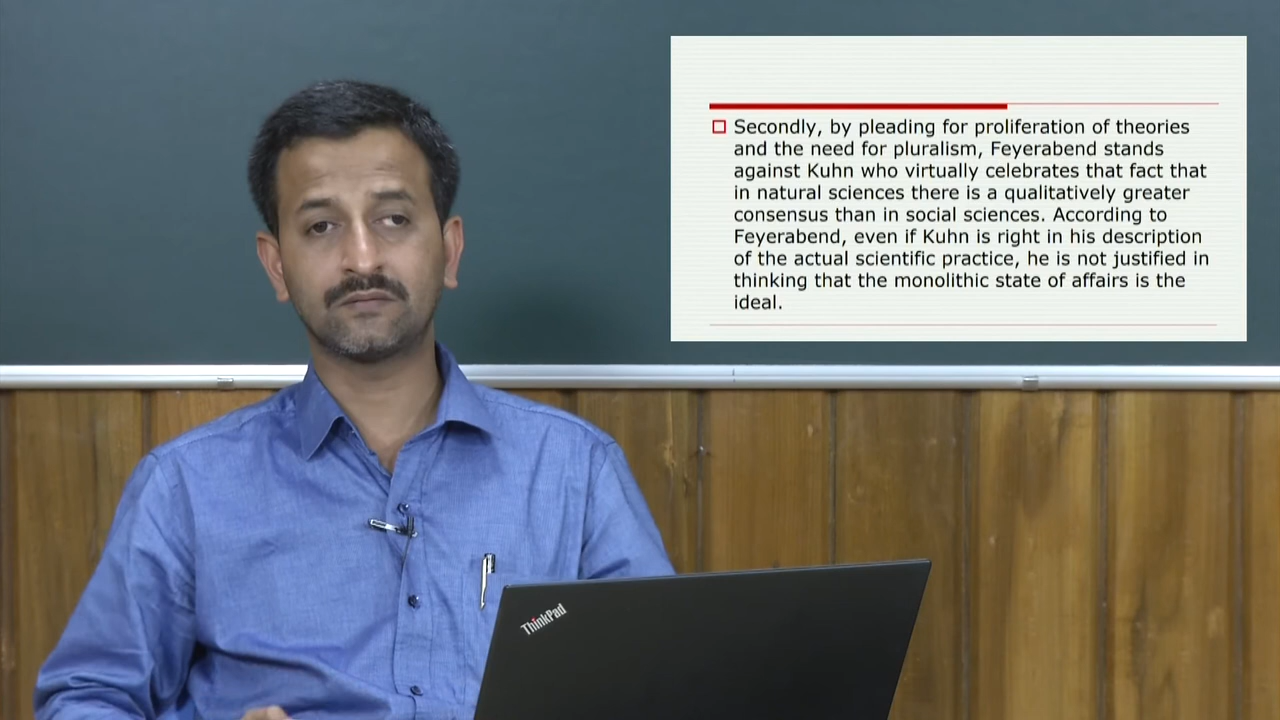 Secondly, by pleading for proliferation of theories
and the need for pluralism, Feyerabend stands
against Kuhn who virtually celebrates that fact that
in natural sciences there is a qualitatively greater
consensus than in social sciences. According to
Feyerabend, even if Kuhn is right in his description
of the actual scientific practice, he is not justified in
thinking that the monolithic state of affairs is the
ideal.
ThinkPad